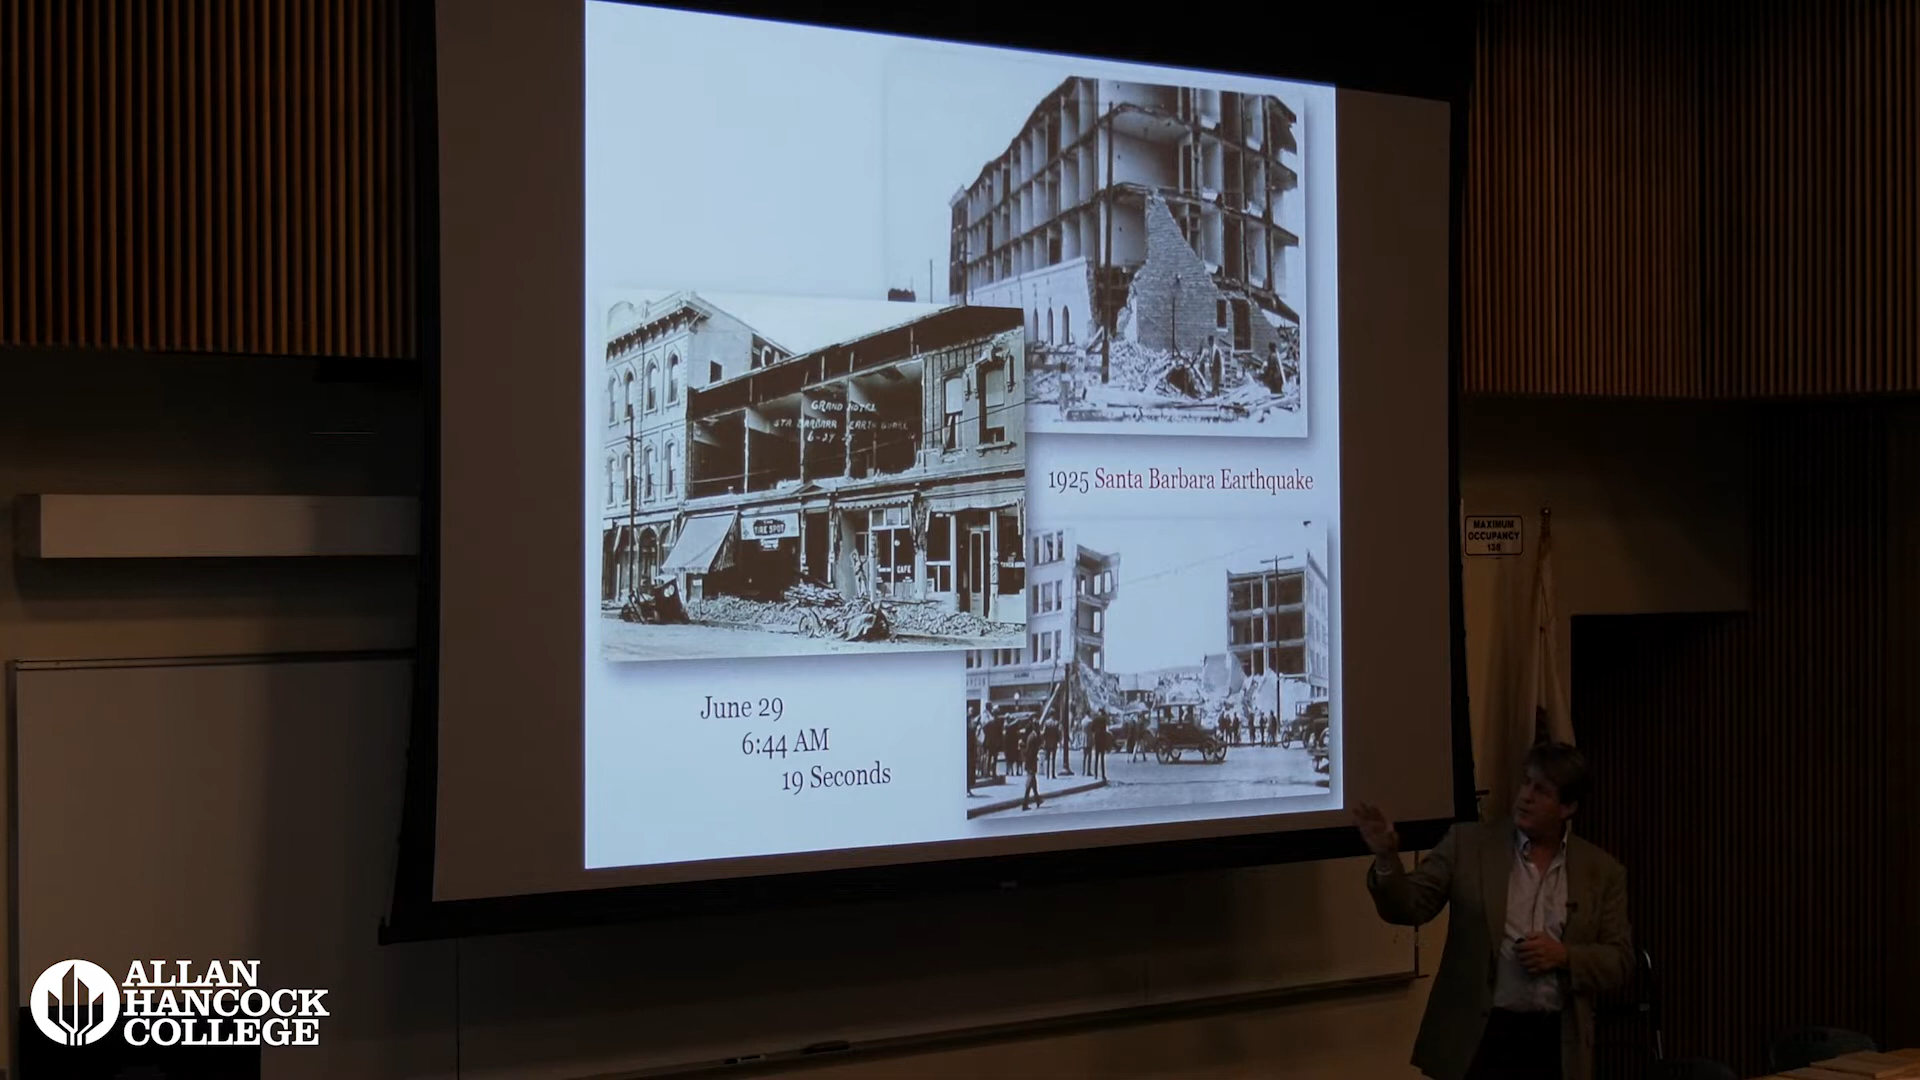 GRAND HOTEL
STA. BARBARA EARTHQUAKE
TIRE SPOT
CAFE
1925 Santa Barbara Earthquake
MAXIMUM
OCCUPANCY
138
June 29
6:44 AM
19 Seconds
ALLAN
HANCOCK
COLLEGE